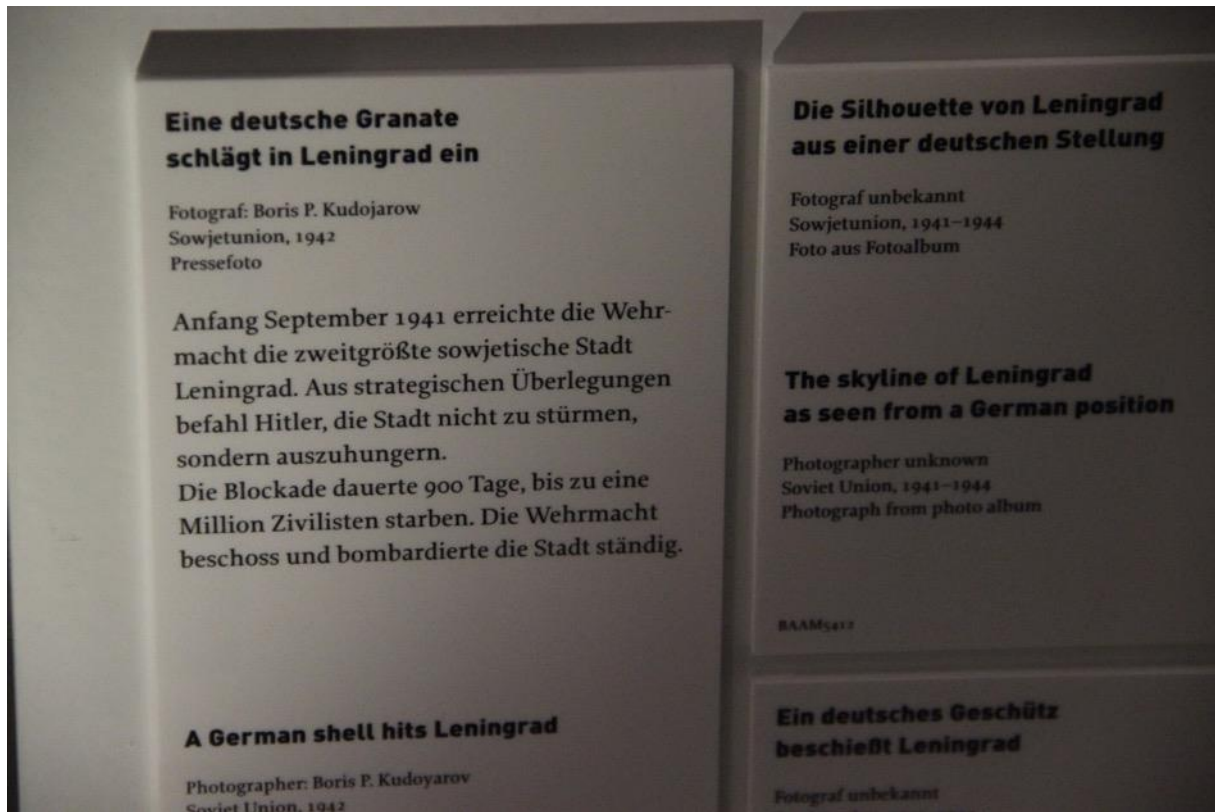 Eine deutsche Granate
schlägt in Leningrad ein
Fotograf: Boris P. Kudojarow
Sowjetunion, 1942
Pressefoto
Anfang September 1941 erreichte die Wehr-
macht die zweitgrößte sowjetische Stadt
Leningrad. Aus strategischen Überlegungen
befahl Hitler, die Stadt nicht zu stürmen,
sondern auszuhungern.
Die Blockade dauerte 900 Tage, bis zu eine
Million Zivilisten starben. Die Wehrmacht
beschoss und bombardierte die Stadt ständig.
A German shell hits Leningrad
Photographer: Boris P. Kudoyarov
Soviet Union, 1942
Die Silhouette von Leningrad
aus einer deutschen Stellung
Fotograf unbekannt
Sowjetunion, 1941–1944
Foto aus Fotoalbum
The skyline of Leningrad
as seen from a German position
Photographer unknown
Soviet Union, 1941–1944
Photograph from photo album
BAAM5412
Ein deutsches Geschütz
beschießt Leningrad
Fotograf unbekannt